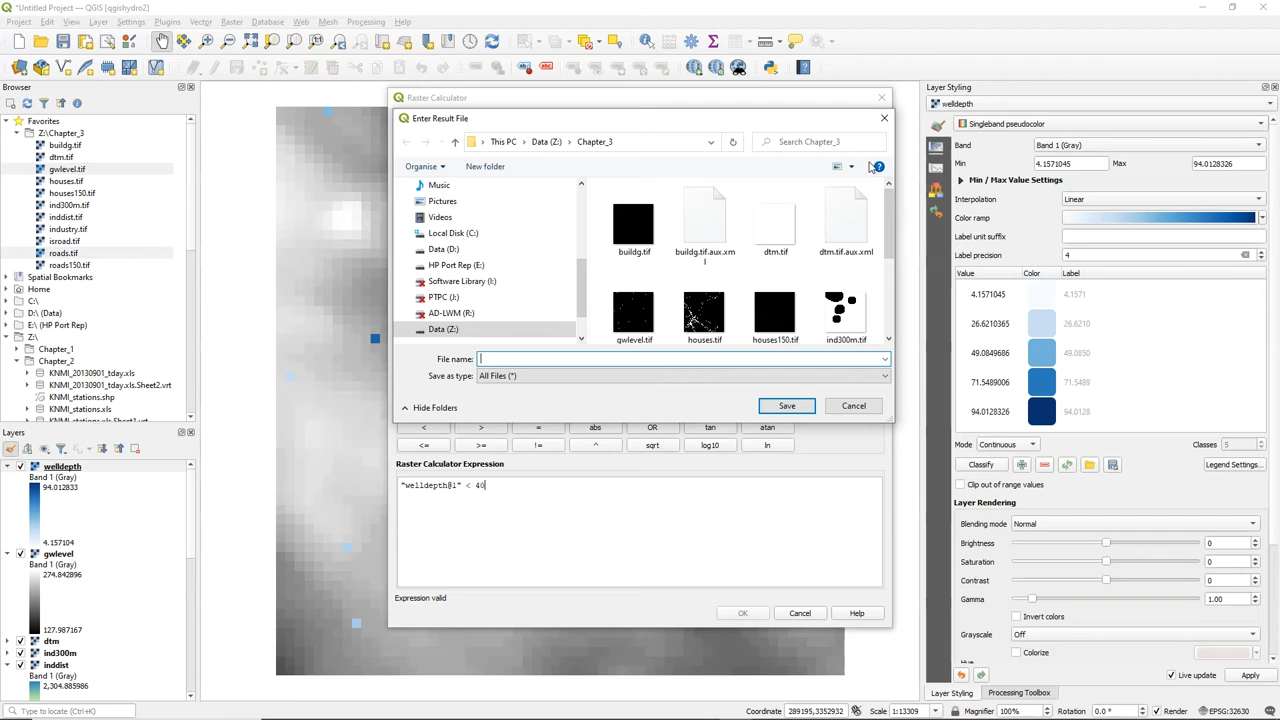 *Untitled Project — QGIS [qgishydro2]
Project Edit View Layer Settings Plugins Vector Raster Database Web Mesh Processing Help
Browser
Favorites
Z:\Chapter_3
buildg.tif
dtm.tif
gwlevel.tif
houses.tif
houses150.tif
ind300m.tif
inddist.tif
industry.tif
isroad.tif
roads.tif
roads150.tif
Spatial Bookmarks
Home
C:\
D:\ (Data)
E:\ (HP Port Rep)
Z:\
Chapter_1
Chapter_2
KNMI_20130901_tday.xls
KNMI_20130901_tday.xls.Sheet2.vrt
KNMI_stations.shp
KNMI_stations.xls
Layers
welldepth
Band 1 (Gray)
94.012833
4.157104
gwlevel
Band 1 (Gray)
274.842896
127.987167
dtm
ind300m
inddist
Band 1 (Gray)
2,304.885986
Raster Calculator
Enter Result File
This PC > Data (Z:) > Chapter_3
Search Chapter_3
Organise New folder
Music
Pictures
Videos
Local Disk (C:)
Data (D:)
HP Port Rep (E:)
Software Library (I:)
PTPC (J:)
AD-LWM (R:)
Data (Z:)
buildg.tif
buildg.tif.aux.xml
dtm.tif
dtm.tif.aux.xml
gwlevel.tif
houses.tif
houses150.tif
ind300m.tif
File name:
Save as type: All Files (*)
Hide Folders
Save Cancel
< > = abs OR tan atan
<= >= != ^ sqrt log10 ln
Raster Calculator Expression
"welldepth@1" < 40
Expression valid
OK Cancel Help
Layer Styling
welldepth
Singleband pseudocolor
Band Band 1 (Gray)
Min 4.1571045 Max 94.0128326
Min / Max Value Settings
Interpolation Linear
Color ramp
Label unit suffix
Label precision 4
Value Color Label
4.1571045 4.1571
26.6210365 26.6210
49.0849686 49.0850
71.5489006 71.5489
94.0128326 94.0128
Mode Continuous Classes 5
Classify Legend Settings...
Clip out of range values
Layer Rendering
Blending mode Normal
Brightness 0
Saturation 0
Contrast 0
Gamma 1.00
Invert colors
Grayscale Off
Colorize
Live update Apply
Layer Styling Processing Toolbox
Type to locate (Ctrl+K)
Coordinate 289195,3352932 Scale 1:13309 Magnifier 100% Rotation 0.0 ° Render EPSG:32630